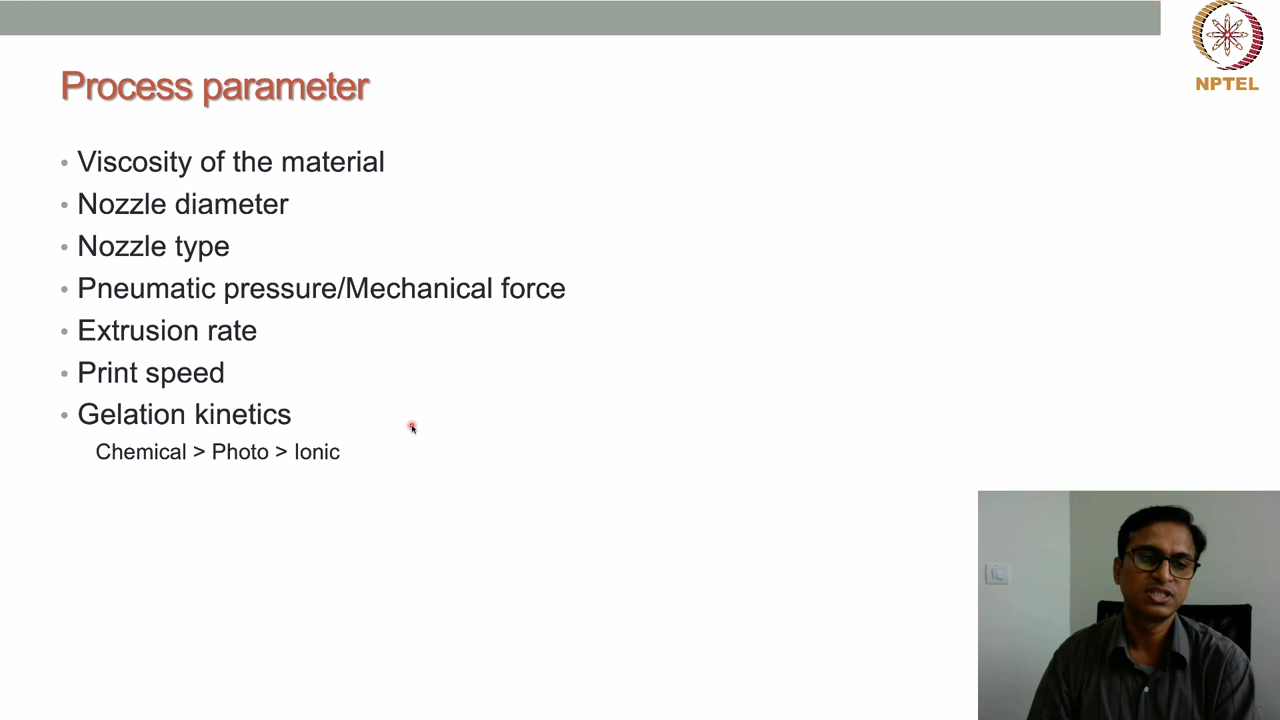 NPTEL
Process parameter
• Viscosity of the material
• Nozzle diameter
• Nozzle type
• Pneumatic pressure/Mechanical force
• Extrusion rate
• Print speed
• Gelation kinetics
Chemical > Photo > Ionic